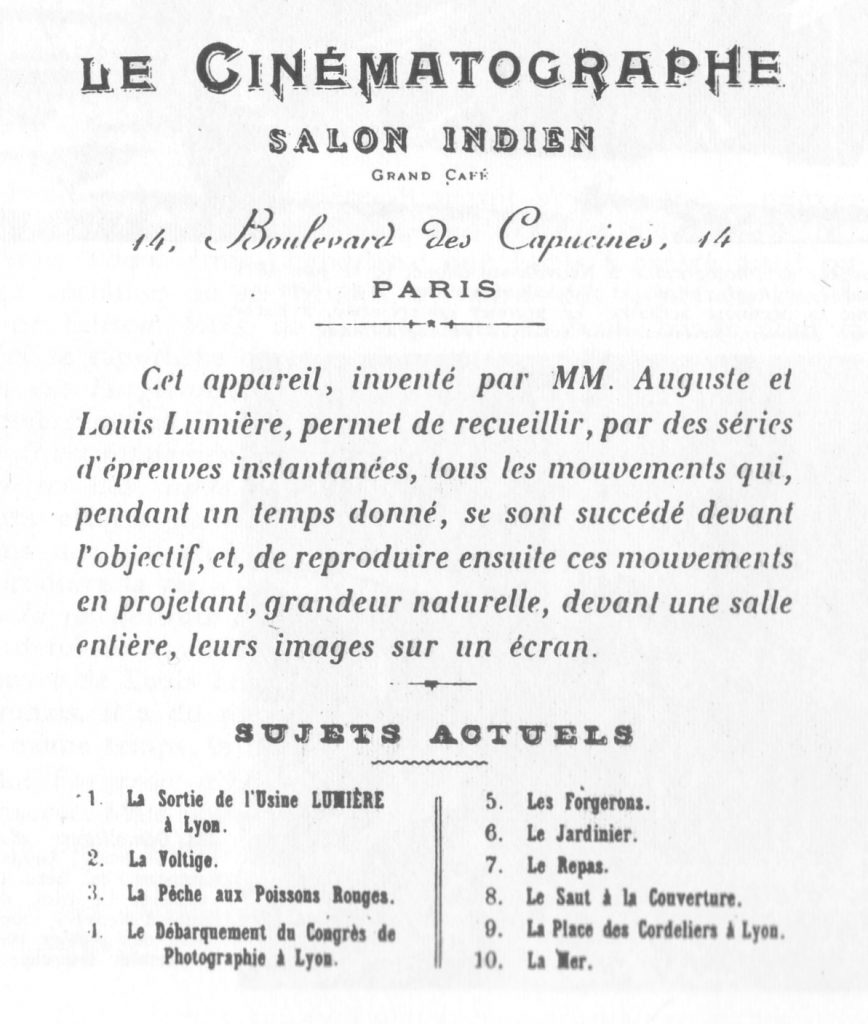 LE CINÉMATOGRAPHE
SALON INDIEN
GRAND CAFÉ
14, Boulevard des Capucines, 14
PARIS
Cet appareil, inventé par MM. Auguste et
Louis Lumière, permet de reçueillir, par des séries
d'épreuves instantanées, tous les mouvements qui,
pendant un temps donné, se sont succédé devant
l'objectif, et, de reproduire ensuite ces mouvements
en projetant, grandeur naturelle, devant une salle
entière, leurs images sur un écran.
SUJETS ACTUELS
1. La Sortie de l'Usine LUMIÈRE
à Lyon.
2. La Voltige.
3. La Pêche aux Poissons Rouges.
4. Le Débarquement du Congrès de
Photographie à Lyon.
5. Les Forgerons.
6. Le Jardinier.
7. Le Repas.
8. Le Saut à la Couverture.
9. La Place des Cordeliers à Lyon.
10. La Mer.